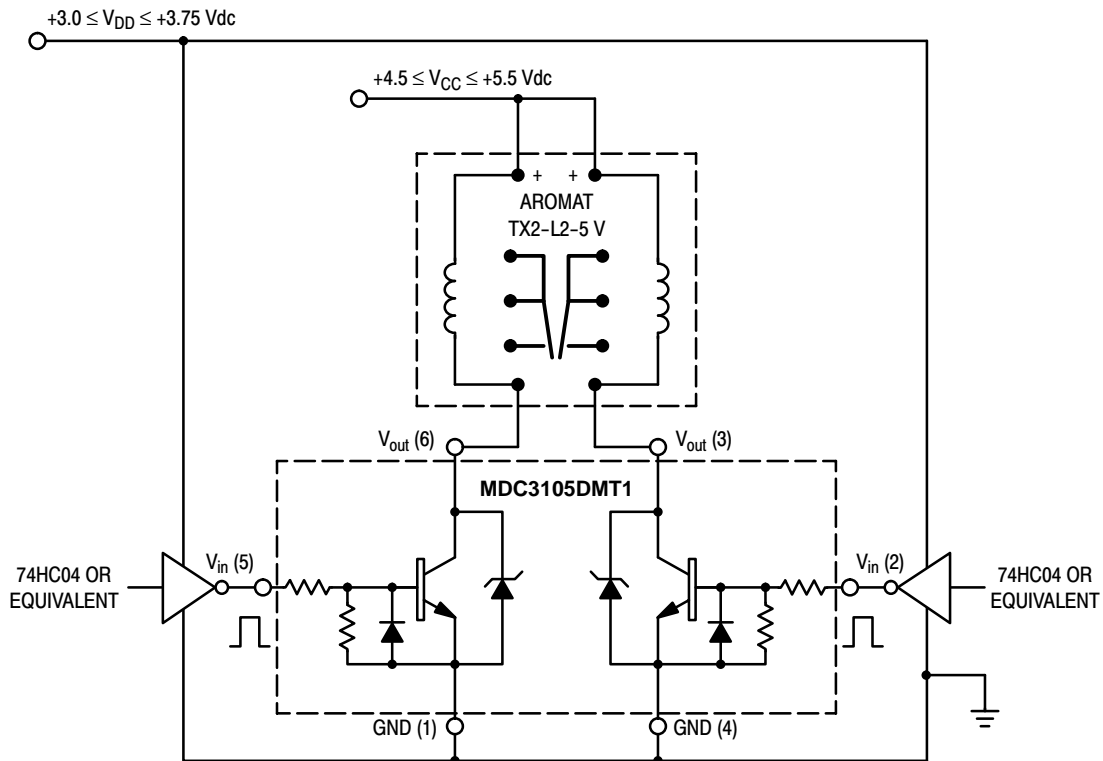 +3.0 ≤ VDD ≤ +3.75 Vdc
+4.5 ≤ VCC ≤ +5.5 Vdc
+ +
AROMAT
TX2-L2-5 V
Vout (6)
Vout (3)
MDC3105DMT1
74HC04 OR
EQUIVALENT
Vin (5)
Vin (2)
74HC04 OR
EQUIVALENT
GND (1)
GND (4)